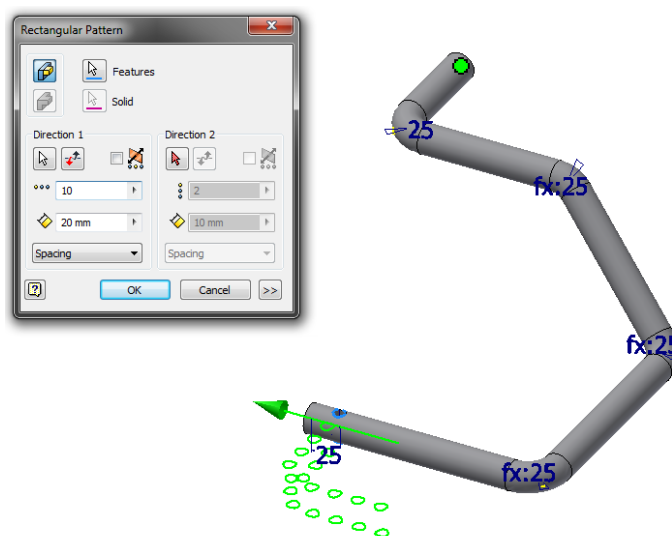 Rectangular Pattern
Features
Solid
Direction 1
Direction 2
10
2
20 mm
10 mm
Spacing
Spacing
OK
Cancel
>>
25
fx:25
fx:25
fx:25
25